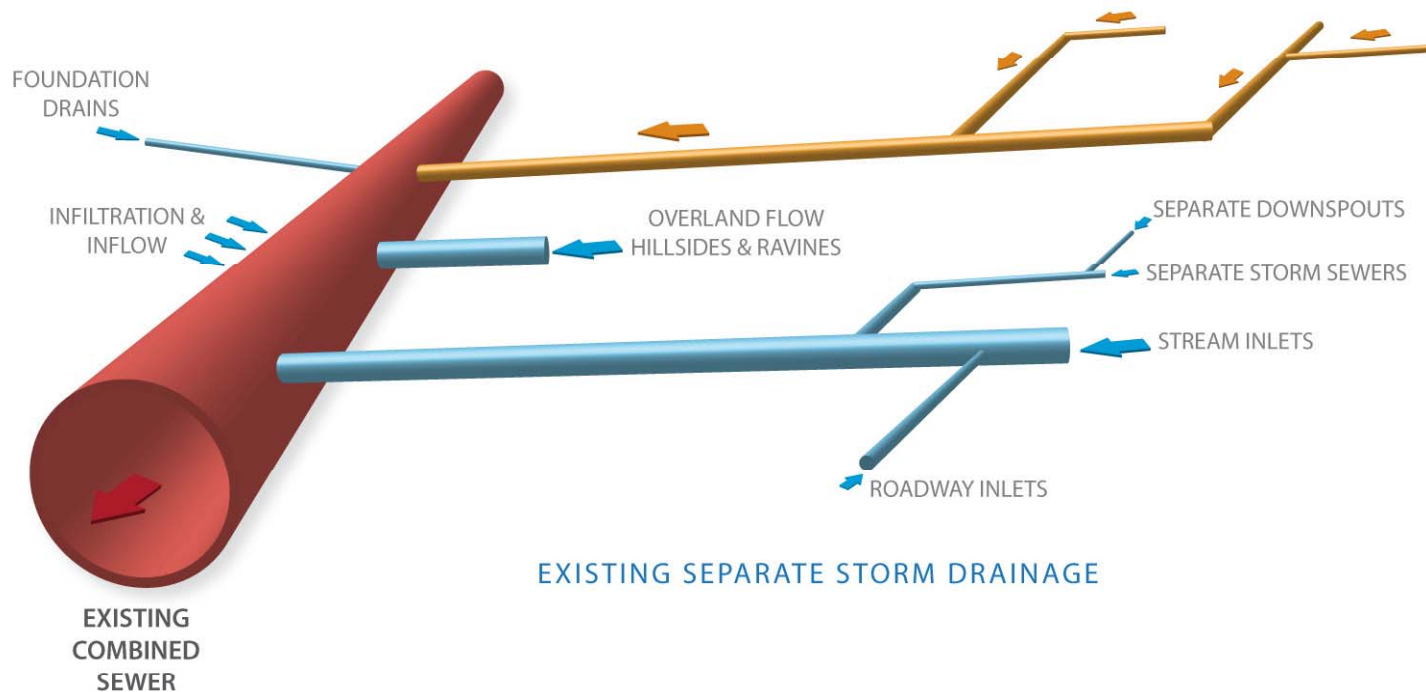 FOUNDATION
DRAINS
INFILTRATION &
INFLOW
OVERLAND FLOW
HILLSIDES & RAVINES
SEPARATE DOWNSPOUTS
SEPARATE STORM SEWERS
STREAM INLETS
ROADWAY INLETS
EXISTING SEPARATE STORM DRAINAGE
EXISTING
COMBINED
SEWER